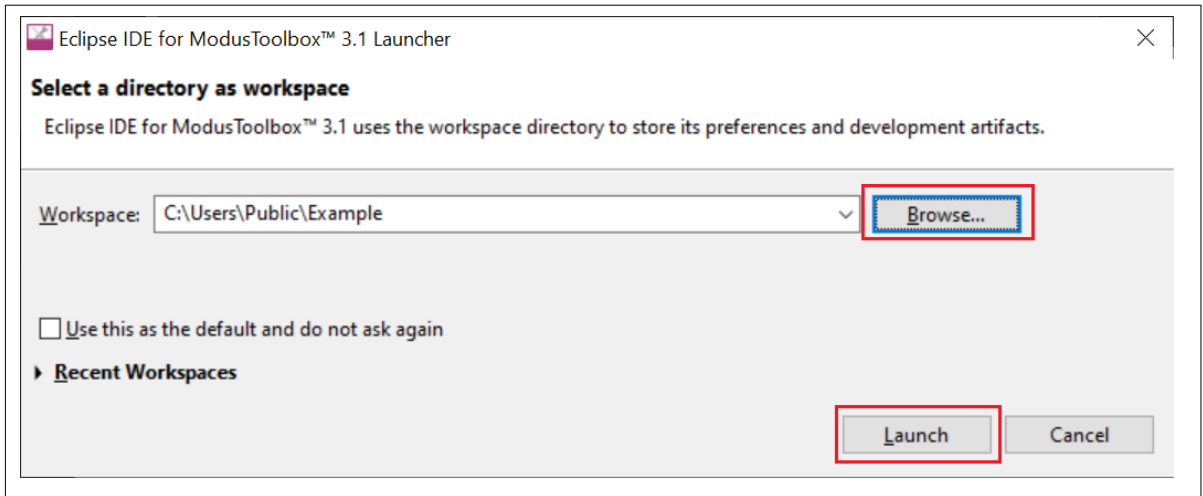 Eclipse IDE for ModusToolbox™ 3.1 Launcher
Select a directory as workspace
Eclipse IDE for ModusToolbox™ 3.1 uses the workspace directory to store its preferences and development artifacts.
Workspace: C:\Users\Public\Example Browse...
Use this as the default and do not ask again
Recent Workspaces
Launch Cancel